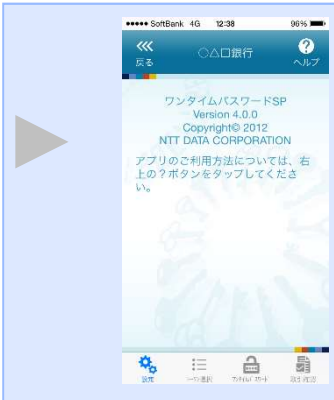 SoftBank 4G 12:38 96%
戻る ○△□銀行 ? ヘルプ
ワンタイムパスワードSP
Version 4.0.0
Copyright© 2012
NTT DATA CORPORATION
アプリのご利用方法については、右
上の？ボタンをタップしてくださ
い。
設定